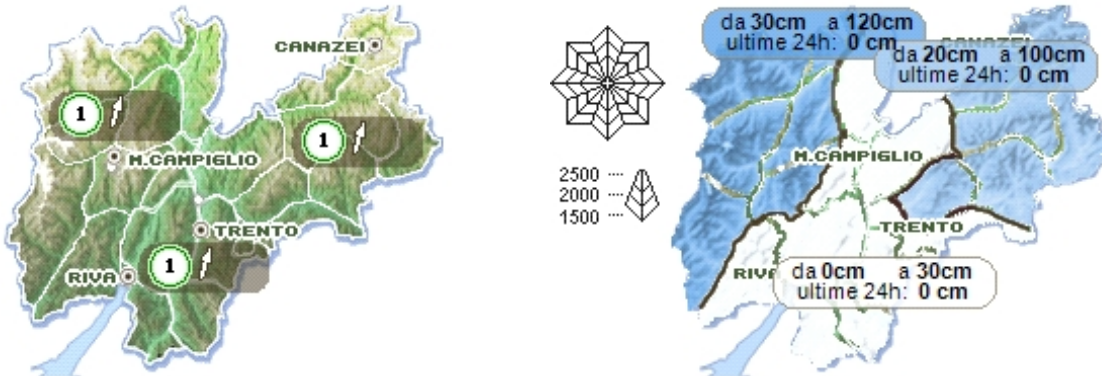 CANAZEI
1
1
M.CAMPIGLIO
TRENTO
1
RIVA
2500
2000
1500
da 30cm a 120cm
ultime 24h: 0 cm
da 20cm a 100cm
ultime 24h: 0 cm
M.CAMPIGLIO
TRENTO
RIVA
da 0cm a 30cm
ultime 24h: 0 cm